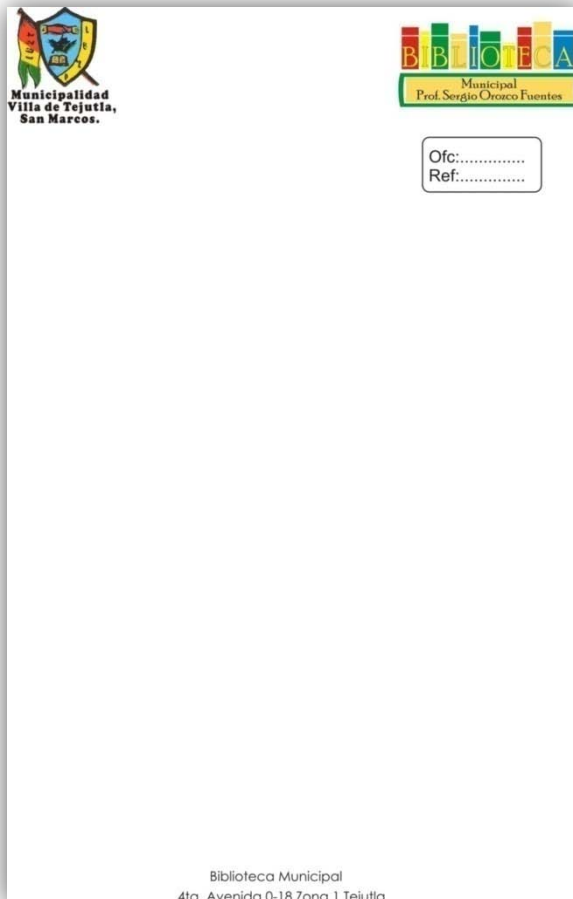 Municipalidad
Villa de Tejutla,
San Marcos.
BIBLIOTECA
Municipal
Prof. Sergio Orozco Fuentes
Ofc:..............
Ref:..............
Biblioteca Municipal
4ta. Avenida 0-18 Zona 1 Tejutla